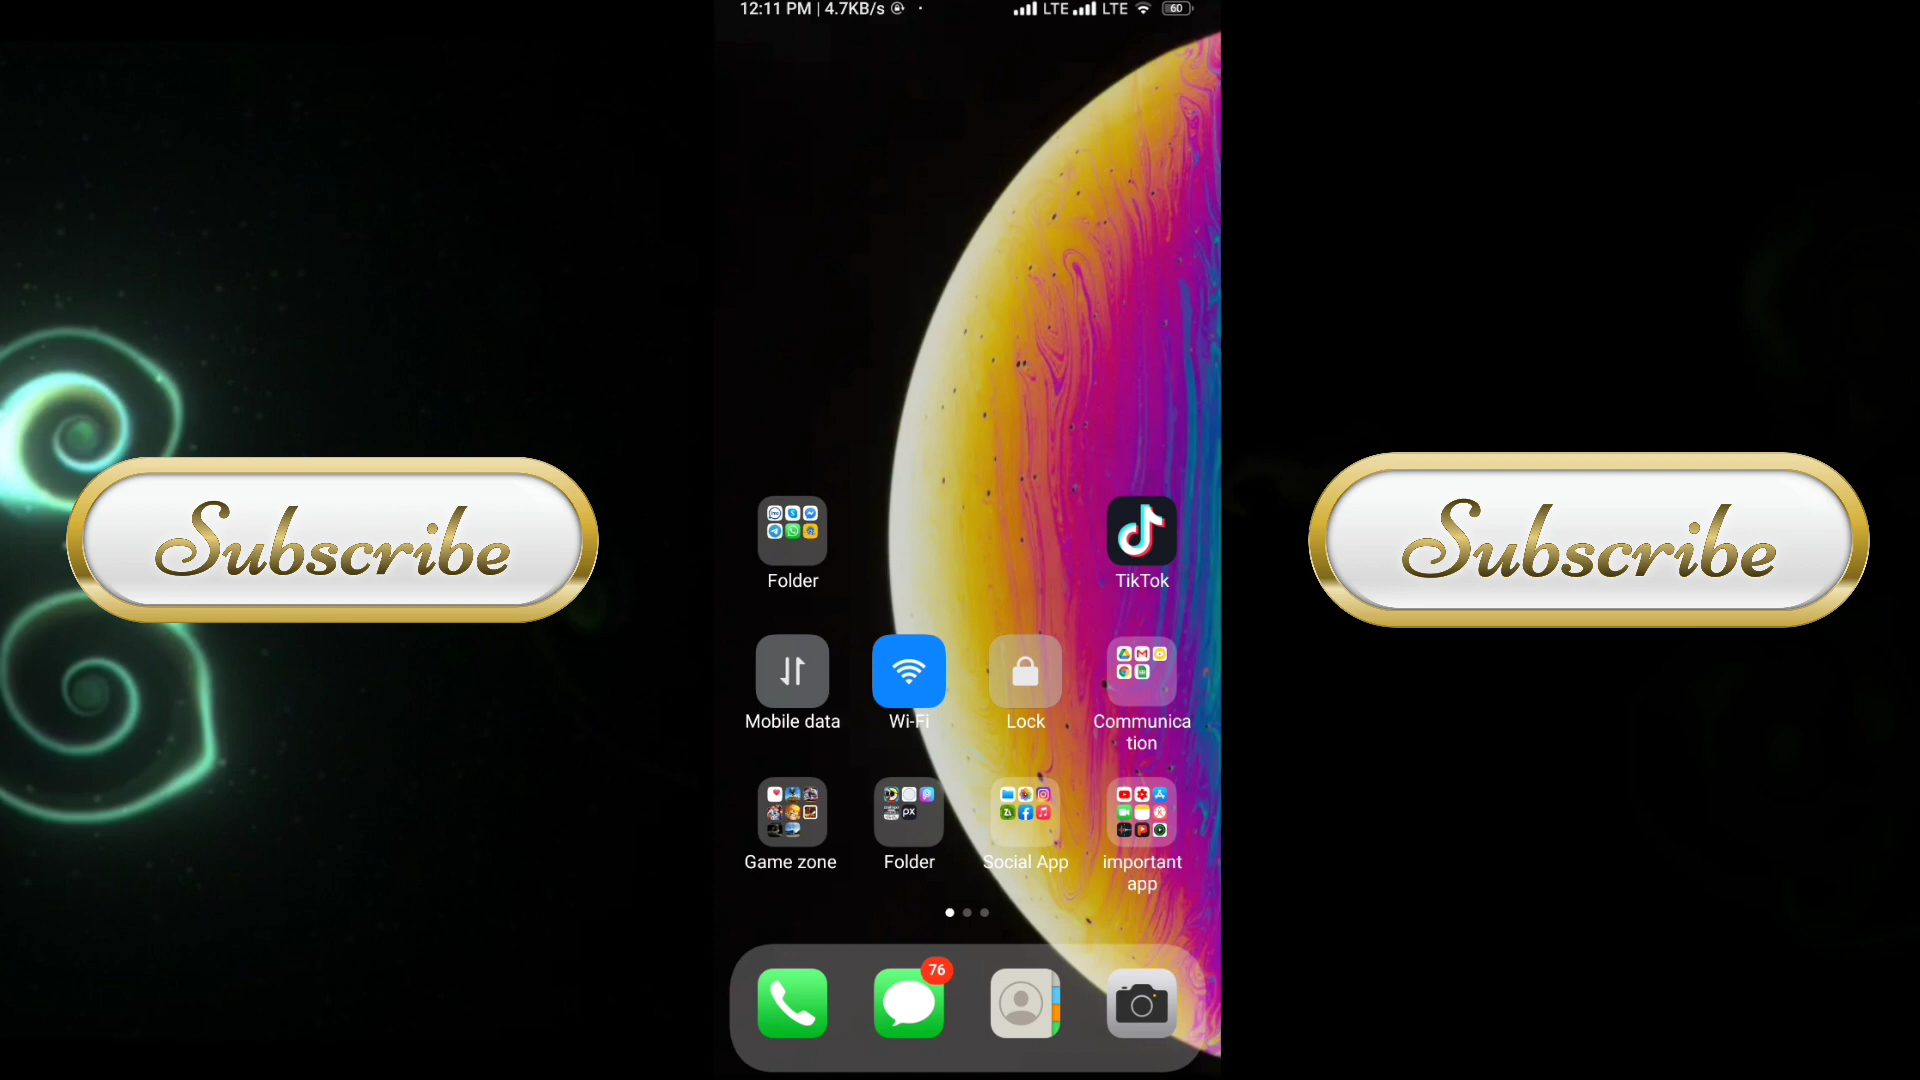 12:11 PM | 4.7KB/s
LTE LTE 60
Subscribe
Subscribe
Folder
TikTok
Mobile data
Wi-Fi
Lock
Communica
tion
Game zone
Folder
Social App
important
app
76